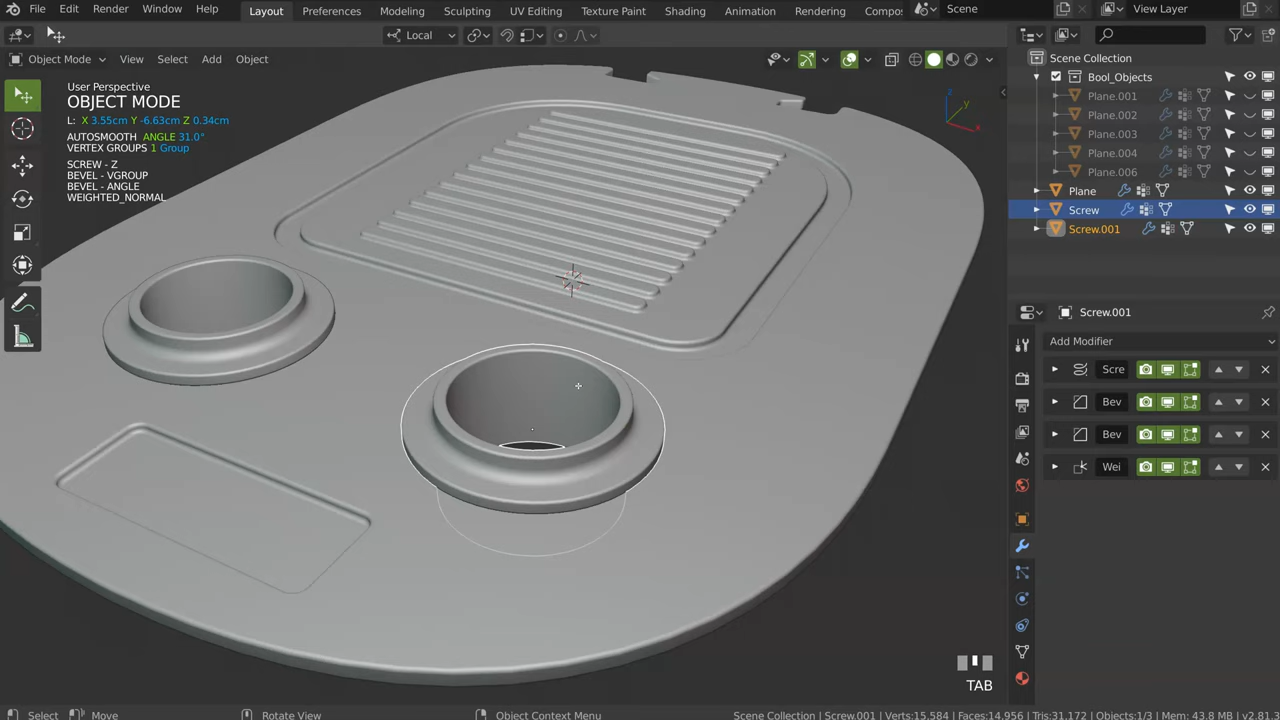 File Edit Render Window Help Layout Preferences Modeling Sculpting UV Editing Texture Paint Shading Animation Rendering Compo: Scene View Layer
Local
Object Mode View Select Add Object
User Perspective
OBJECT MODE
L: X 3.55cm Y -6.63cm Z 0.34cm
AUTOSMOOTH ANGLE 31.0°
VERTEX GROUPS 1 Group
SCREW - Z
BEVEL - VGROUP
BEVEL - ANGLE
WEIGHTED_NORMAL
z
y
x
Scene Collection
Bool_Objects
Plane.001
Plane.002
Plane.003
Plane.004
Plane.006
Plane
Screw
Screw.001
Screw.001
Add Modifier
Scre
Bev
Bev
Wei
TAB
Select Move Rotate View Object Context Menu Scene Collection | Screw.001 | Verts:15,584 | Faces:14,956 | Tris:31,172 | Objects:1/3 | Mem: 43.8 MB | v2.81.3